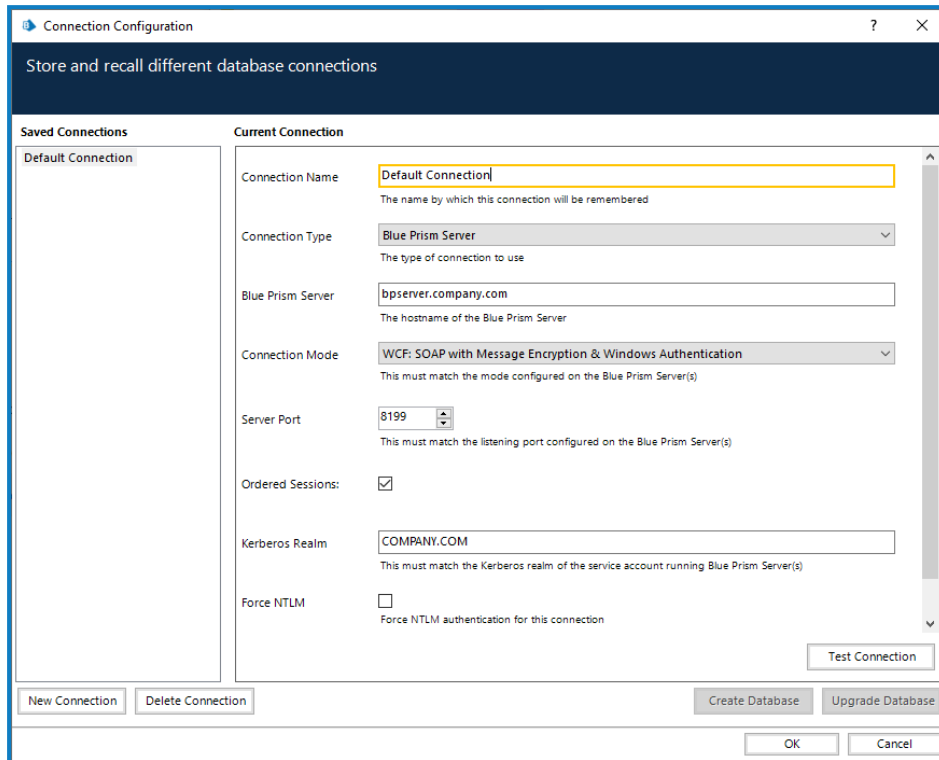 Connection Configuration
?
Store and recall different database connections
Saved Connections
Current Connection
Default Connection
Connection Name
Default Connection
The name by which this connection will be remembered
Connection Type
Blue Prism Server
The type of connection to use
Blue Prism Server
bpserver.company.com
The hostname of the Blue Prism Server
Connection Mode
WCF: SOAP with Message Encryption & Windows Authentication
This must match the mode configured on the Blue Prism Server(s)
Server Port
8199
This must match the listening port configured on the Blue Prism Server(s)
Ordered Sessions:
Kerberos Realm
COMPANY.COM
This must match the Kerberos realm of the service account running Blue Prism Server(s)
Force NTLM
Force NTLM authentication for this connection
Test Connection
New Connection
Delete Connection
Create Database
Upgrade Database
OK
Cancel